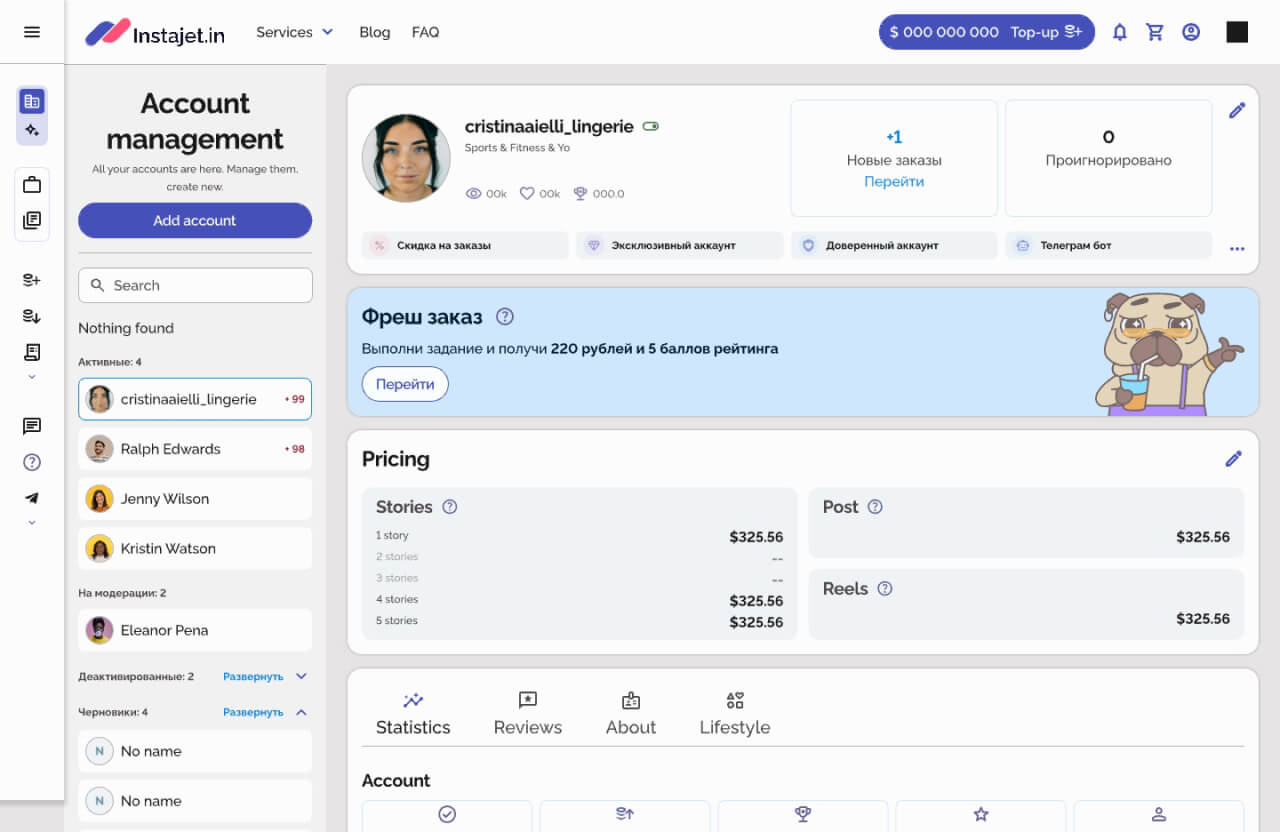 Instajet.in
Services
Blog
FAQ
$ 000 000 000 Top-up
Account
management
All your accounts are here. Manage them,
create new.
Add account
Search
Nothing found
Активные: 4
cristinaaielli_lingerie +99
Ralph Edwards +98
Jenny Wilson
Kristin Watson
На модерации: 2
Eleanor Pena
Деактивированные: 2 Развернуть
Черновики: 4 Развернуть
N No name
N No name
cristinaaielli_lingerie
Sports & Fitness & Yo
00k 00k 000.0
+1
Новые заказы
Перейти
0
Проигнорировано
Скидка на заказы
Эксклюзивный аккаунт
Доверенный аккаунт
Телеграм бот
Фреш заказ
Выполни задание и получи 220 рублей и 5 баллов рейтинга
Перейти
Pricing
Stories
1 story $325.56
2 stories --
3 stories --
4 stories $325.56
5 stories $325.56
Post
$325.56
Reels
$325.56
Statistics
Reviews
About
Lifestyle
Account